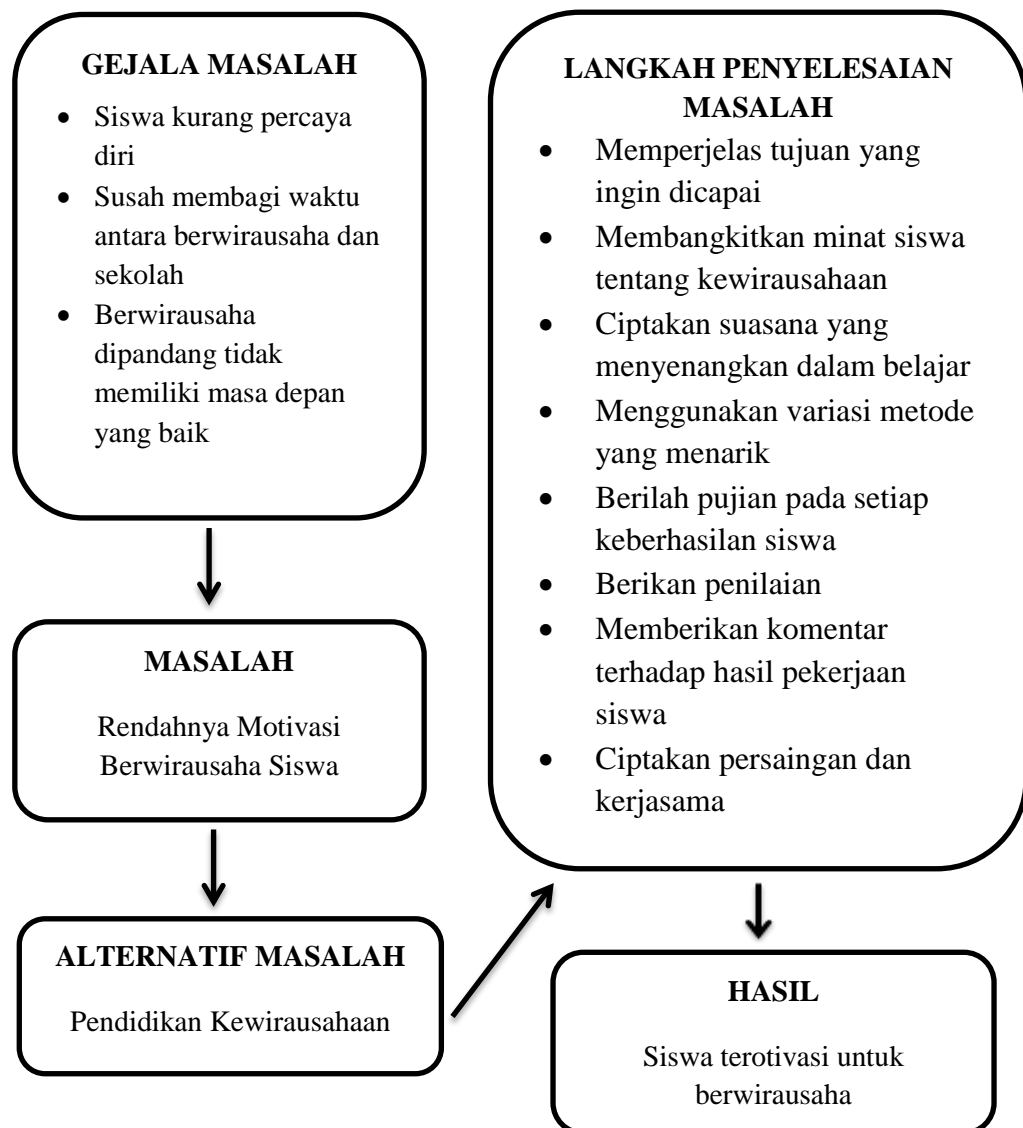 GEJALA MASALAH
• Siswa kurang percaya
diri
• Susah membagi waktu
antara berwirausaha dan
sekolah
• Berwirausaha
dipandang tidak
memiliki masa depan
yang baik
MASALAH
Rendahnya Motivasi
Berwirausaha Siswa
ALTERNATIF MASALAH
Pendidikan Kewirausahaan
LANGKAH PENYELESAIAN
MASALAH
• Memperjelas tujuan yang
ingin dicapai
• Membangkitkan minat siswa
tentang kewirausahaan
• Ciptakan suasana yang
menyenangkan dalam belajar
• Menggunakan variasi metode
yang menarik
• Berilah pujian pada setiap
keberhasilan siswa
• Berikan penilaian
• Memberikan komentar
terhadap hasil pekerjaan
siswa
• Ciptakan persaingan dan
kerjasama
HASIL
Siswa terotivasi untuk
berwirausaha